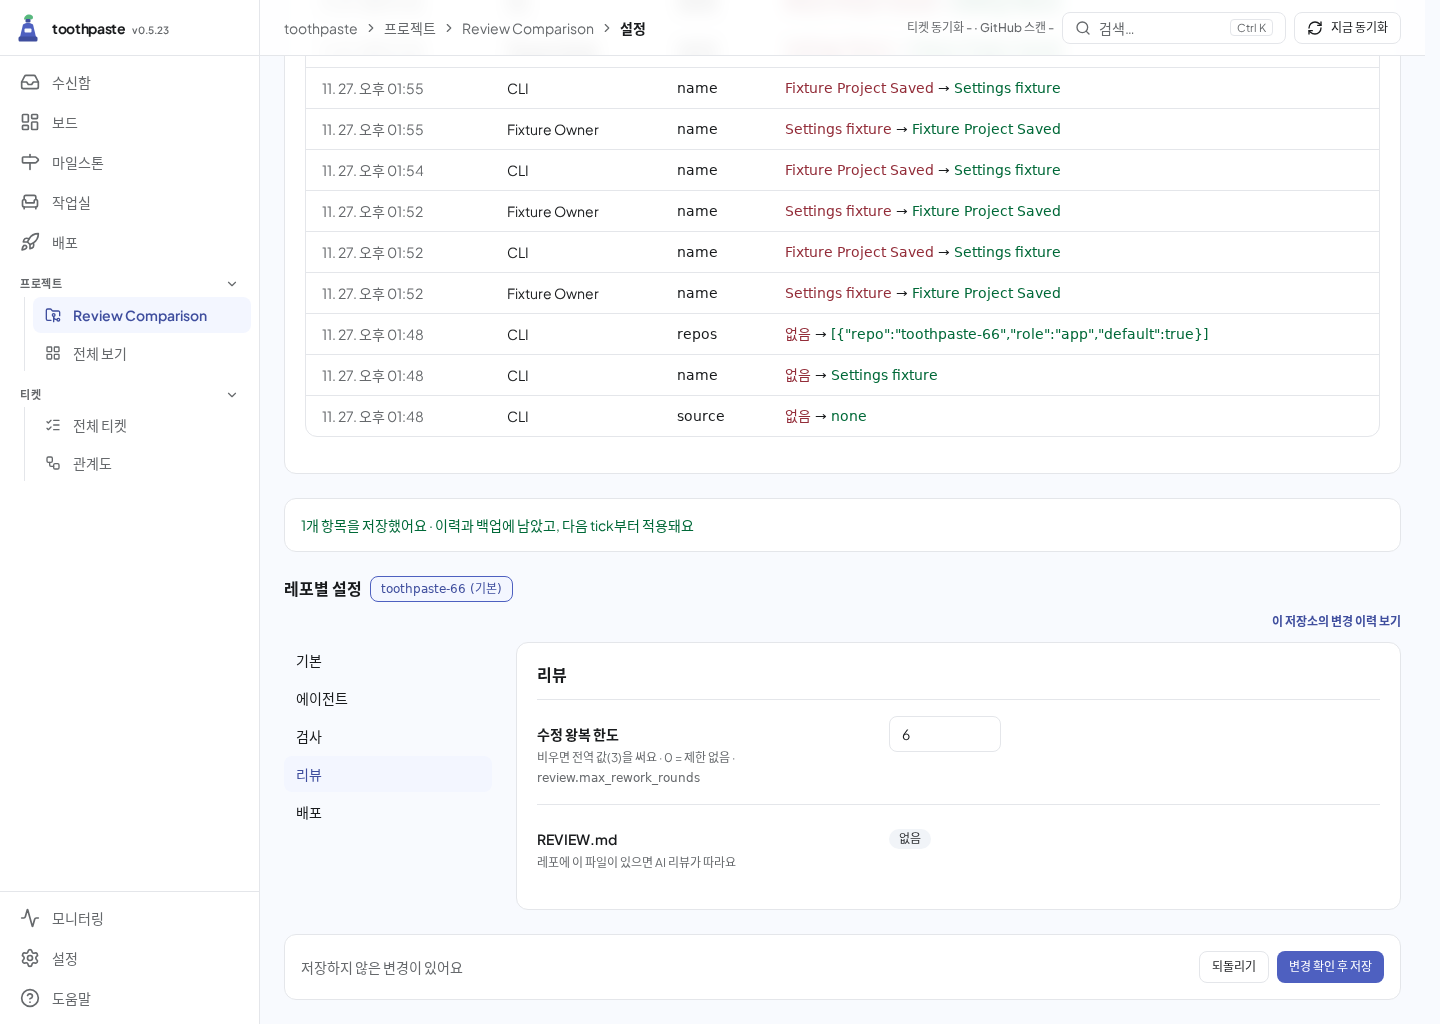 toothpaste v0.5.23
toothpaste > 프로젝트 > Review Comparison > 설정
티켓 동기화 - · GitHub 스캔 -
검색...
Ctrl K
지금 동기화
수신함
보드
마일스톤
작업실
배포
프로젝트
Review Comparison
전체 보기
티켓
전체 티켓
관계도
모니터링
설정
도움말
11. 27. 오후 01:55 CLI name Fixture Project Saved → Settings fixture
11. 27. 오후 01:55 Fixture Owner name Settings fixture → Fixture Project Saved
11. 27. 오후 01:54 CLI name Fixture Project Saved → Settings fixture
11. 27. 오후 01:52 Fixture Owner name Settings fixture → Fixture Project Saved
11. 27. 오후 01:52 CLI name Fixture Project Saved → Settings fixture
11. 27. 오후 01:52 Fixture Owner name Settings fixture → Fixture Project Saved
11. 27. 오후 01:48 CLI repos 없음 → [{"repo":"toothpaste-66","role":"app","default":true}]
11. 27. 오후 01:48 CLI name 없음 → Settings fixture
11. 27. 오후 01:48 CLI source 없음 → none
1개 항목을 저장했어요 · 이력과 백업에 남았고, 다음 tick부터 적용돼요
레포별 설정 toothpaste-66 (기본)
이 저장소의 변경 이력 보기
기본
에이전트
검사
리뷰
배포
리뷰
수정 왕복 한도
비우면 전역 값(3)을 써요 · 0 = 제한 없음 ·
review.max_rework_rounds
6
REVIEW.md
레포에 이 파일이 있으면 AI 리뷰가 따라요
없음
저장하지 않은 변경이 있어요
되돌리기
변경 확인 후 저장